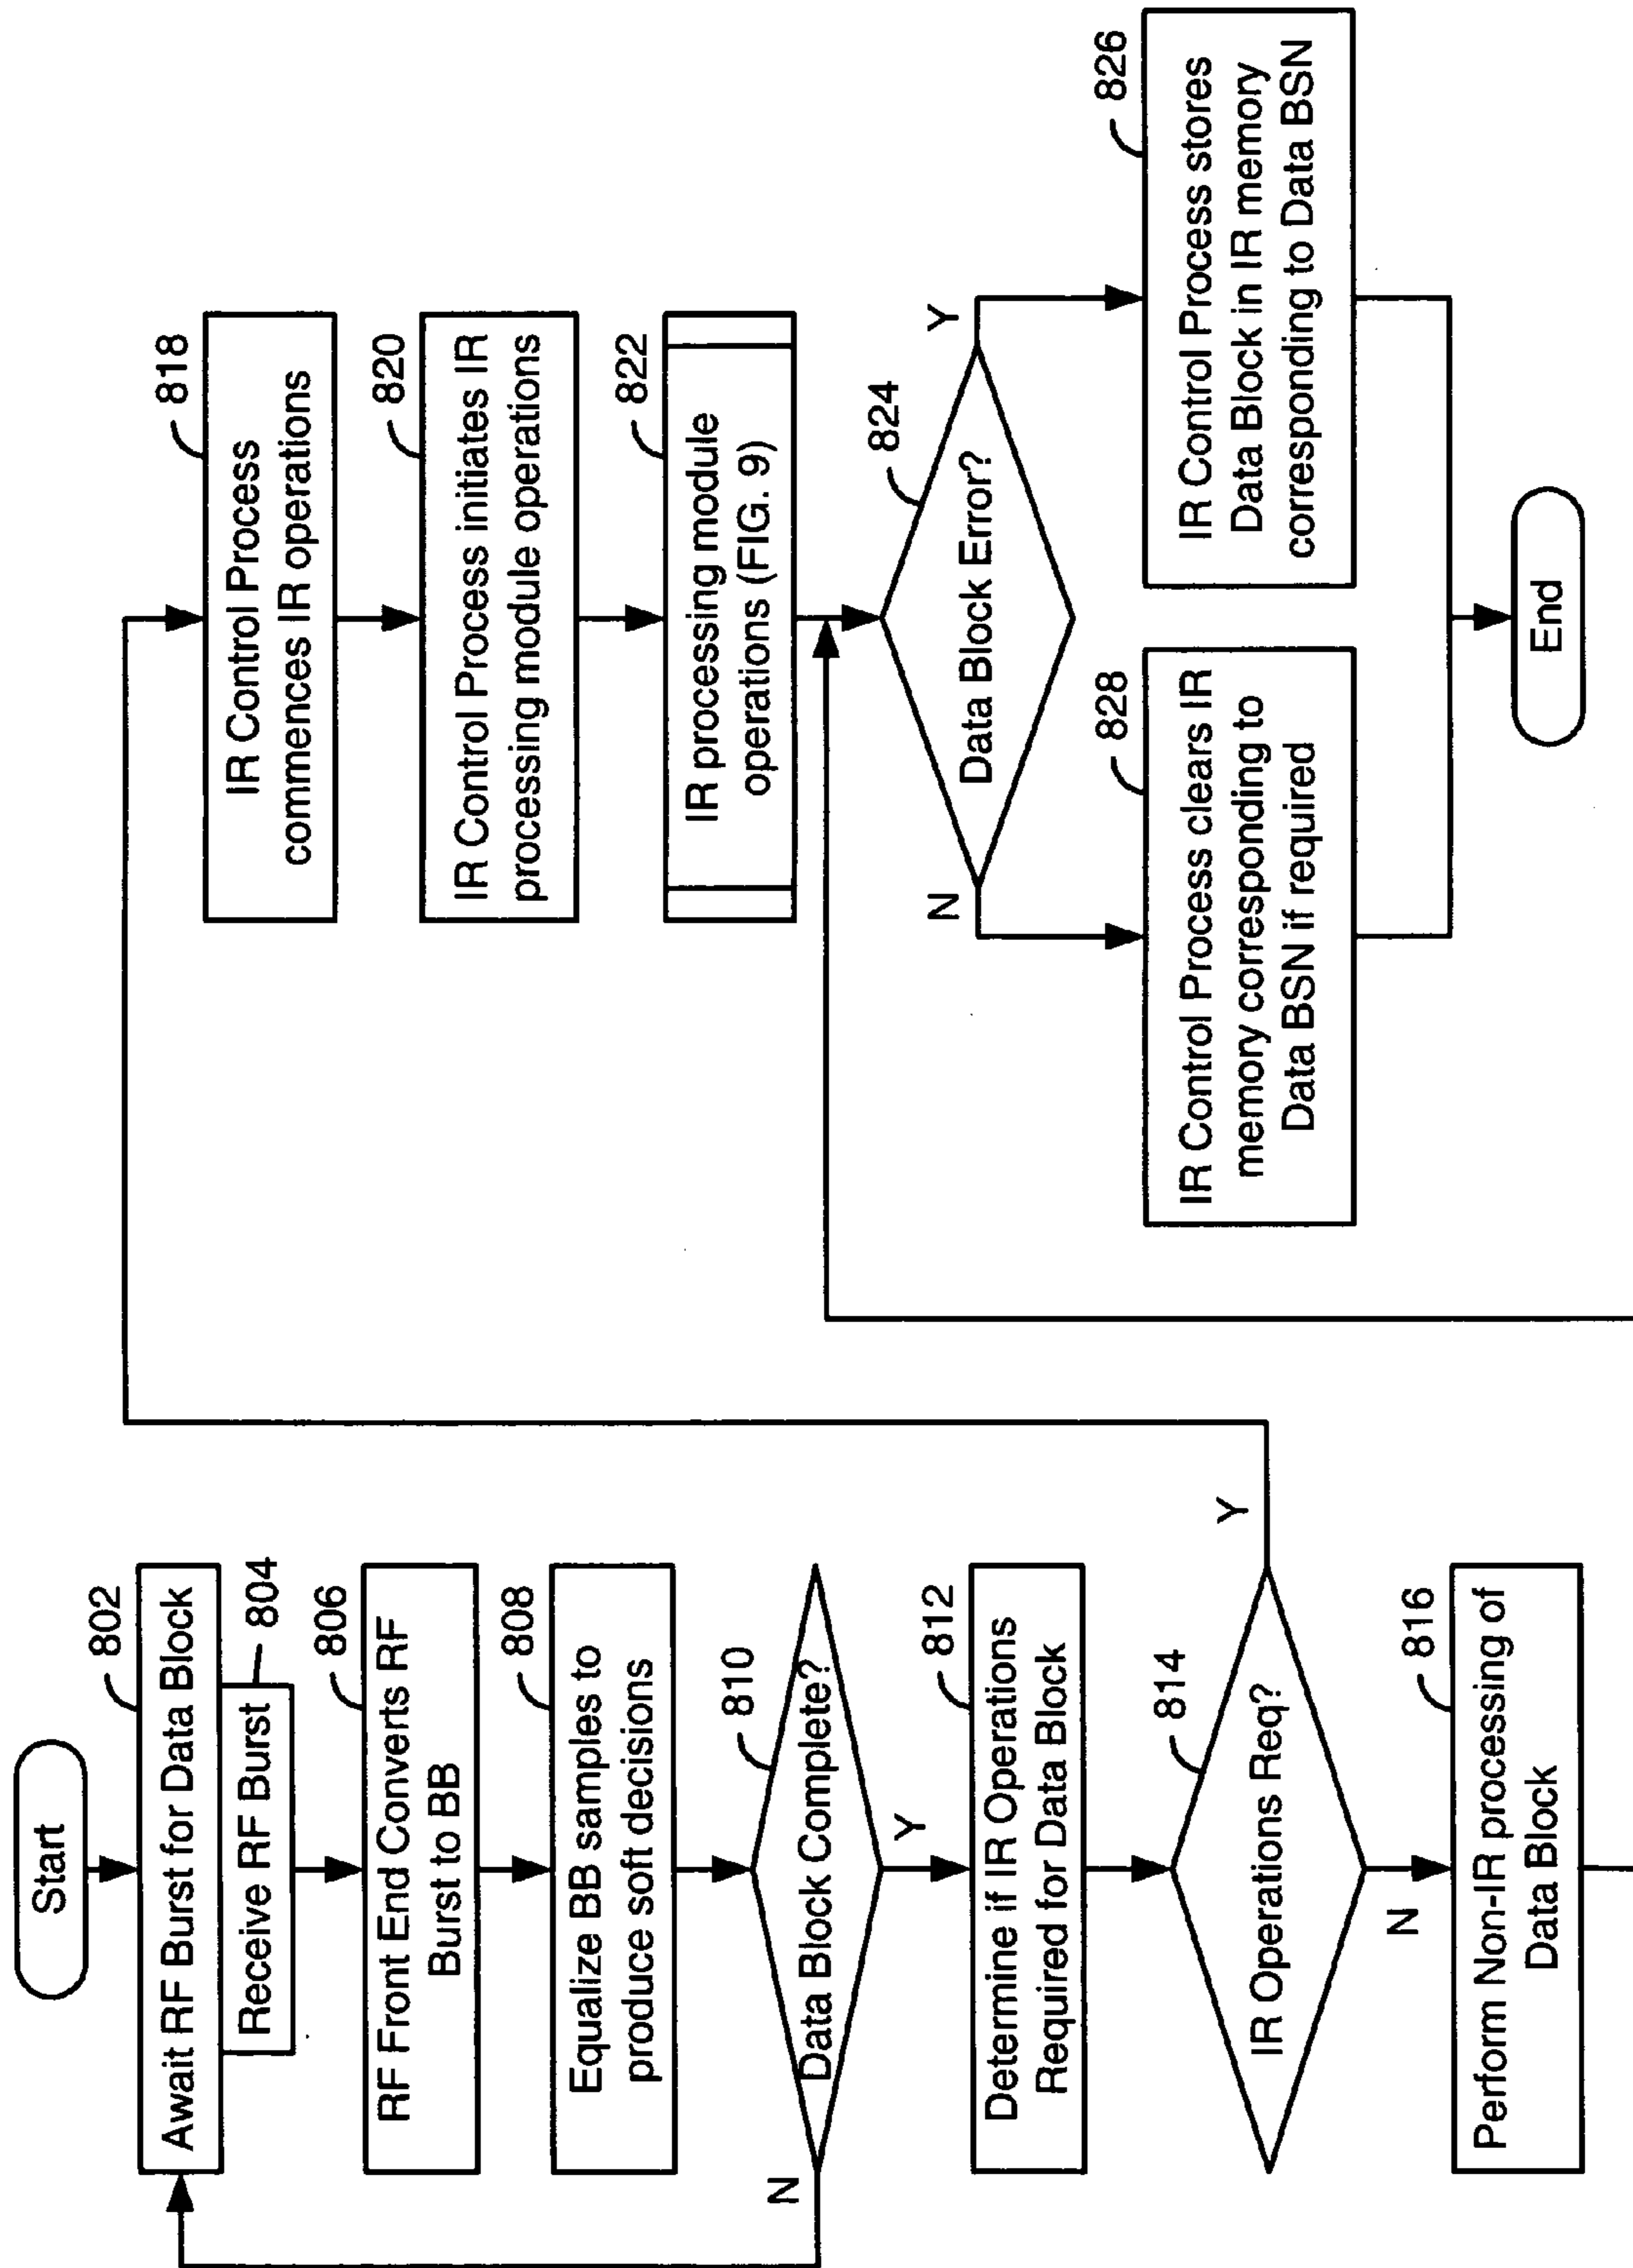 Start
802
Await RF Burst for Data Block
804
Receive RF Burst
806
RF Front End Converts RF
Burst to BB
808
Equalize BB samples to
produce soft decisions
810
Data Block Complete?
N
Y
812
Determine if IR Operations
Required for Data Block
814
IR Operations Req?
Y
N
816
Perform Non-IR processing of
Data Block
818
IR Control Process
commences IR operations
820
IR Control Process initiates IR
processing module operations
822
IR processing module
operations (FIG. 9)
824
Data Block Error?
N
Y
828
IR Control Process clears IR
memory corresponding to
Data BSN if required
826
IR Control Process stores
Data Block in IR memory
corresponding to Data BSN
End